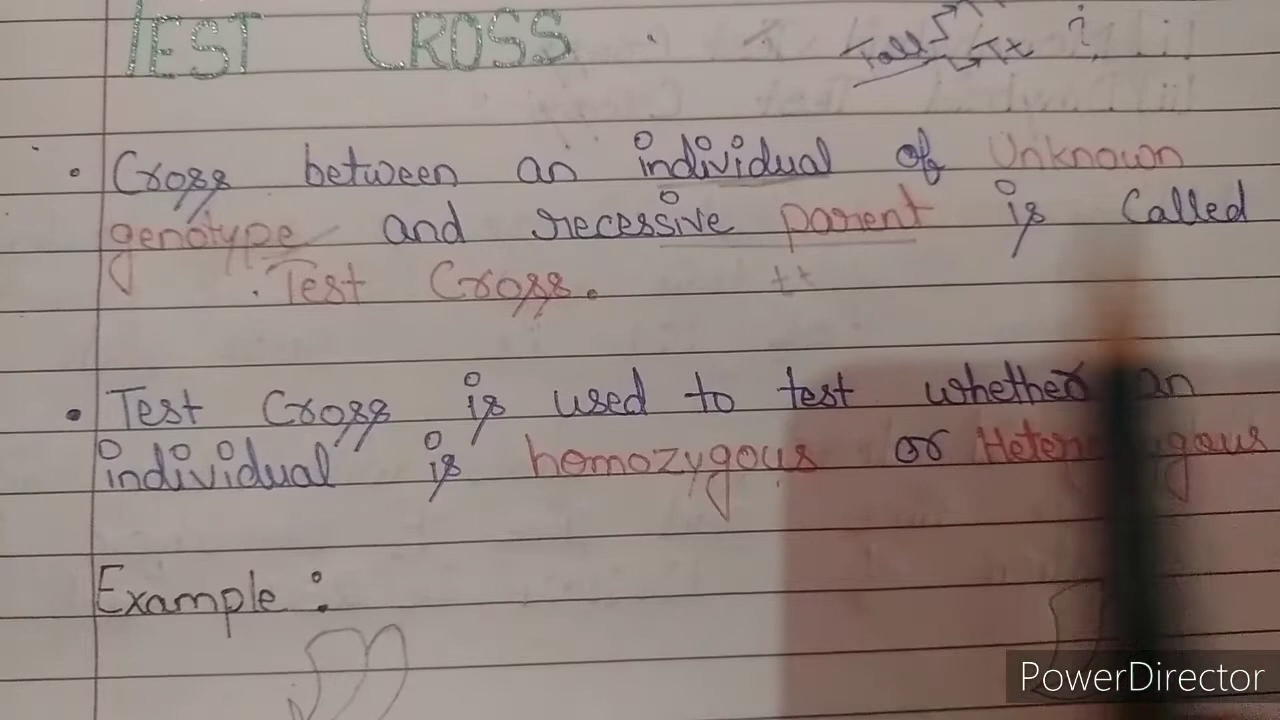 TEST CROSS
Tall Tt ?
• Cross between an individual of Unknown
genotype and recessive parent is Called
Test Cross. tt
• Test Cross is used to test whether an
individual is homozygous or
Example :
PowerDirector